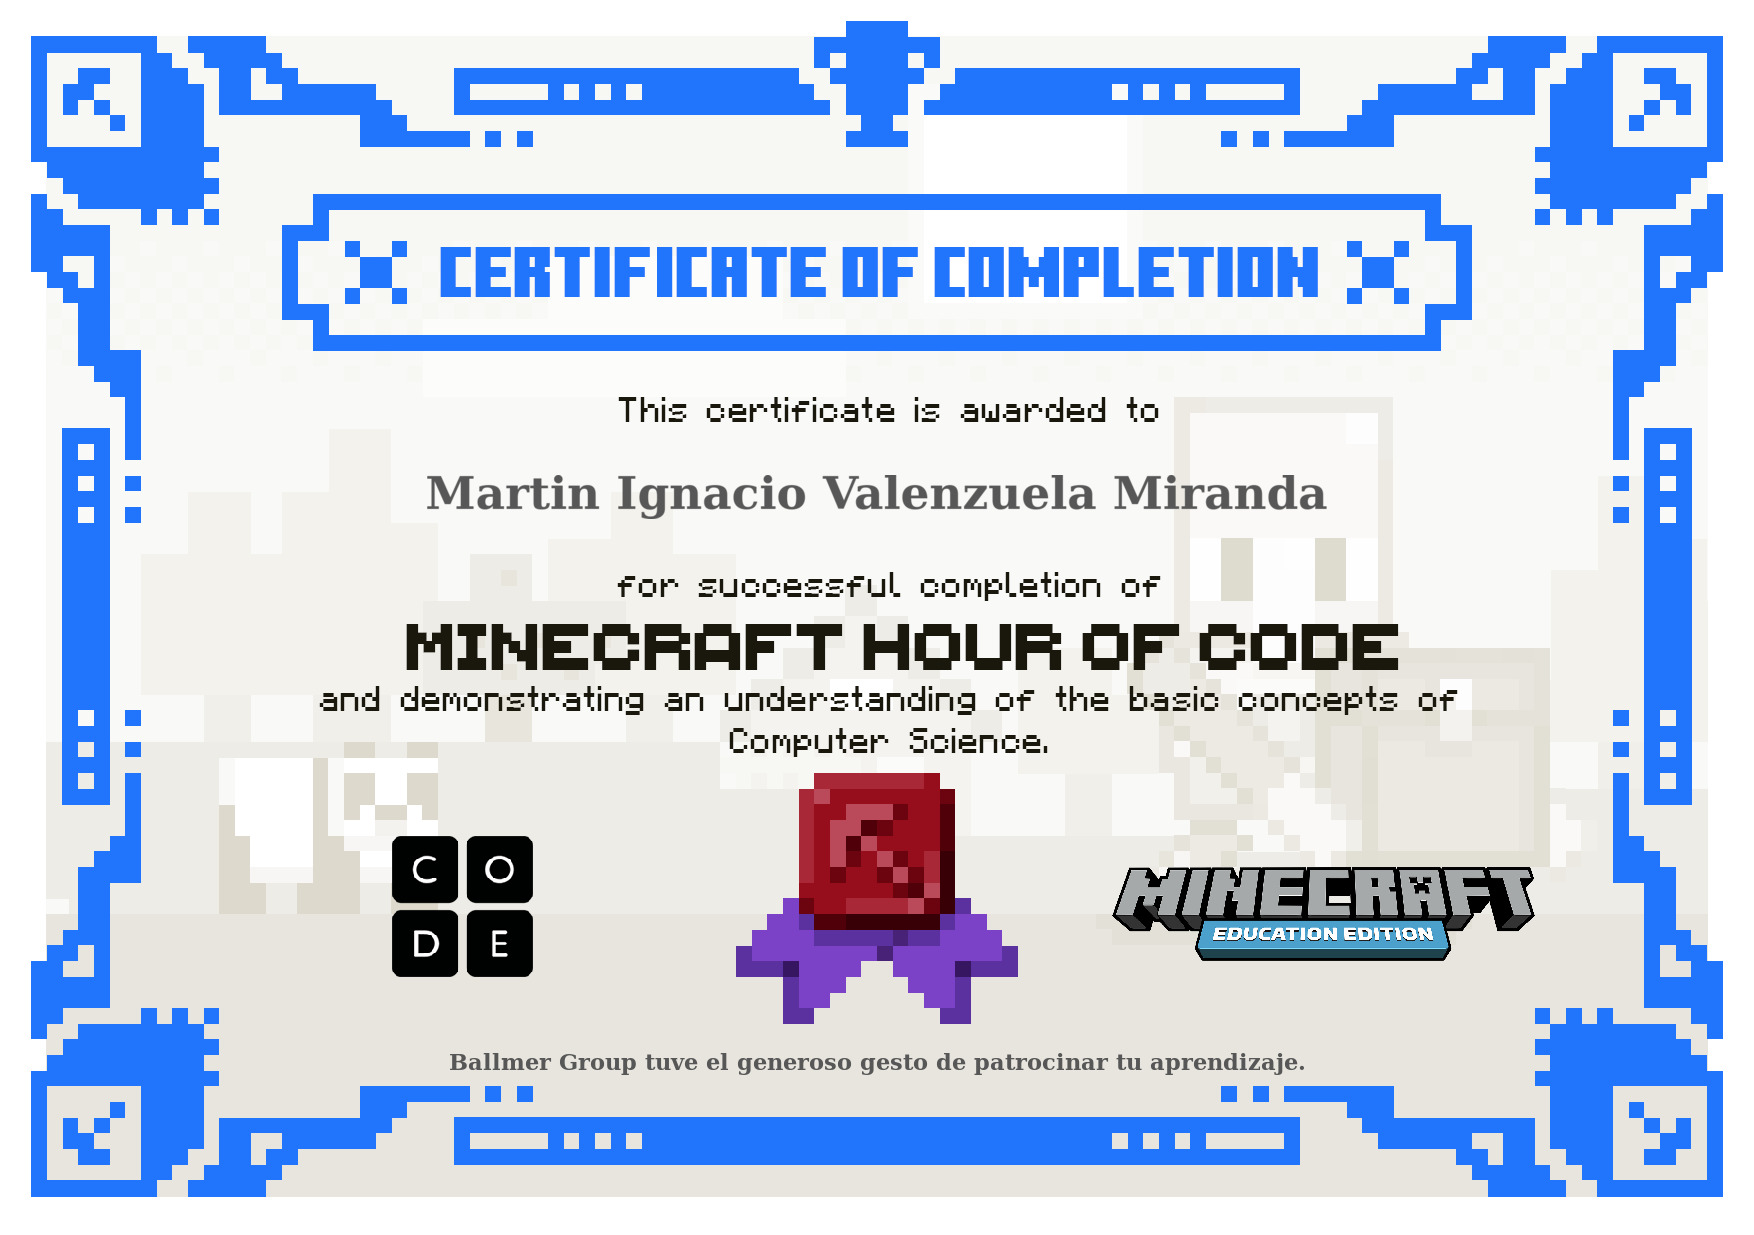 CERTIFICATE OF COMPLETION
This certificate is awarded to
Martin Ignacio Valenzuela Miranda
for successful completion of
MINECRAFT HOUR OF CODE
and demonstrating an understanding of the basic concepts of
Computer Science.
C O
D E
MINECRAFT
EDUCATION EDITION
Ballmer Group tuve el generoso gesto de patrocinar tu aprendizaje.